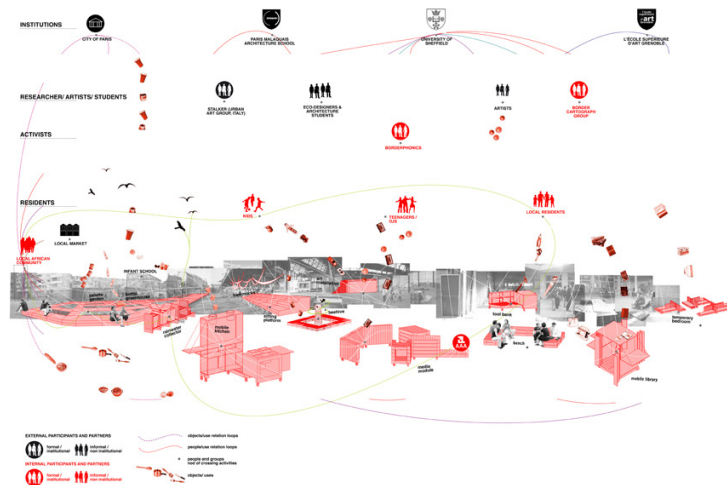 INSTITUTIONS
CITY OF PARIS
PARIS MALAQUAIS
ARCHITECTURE SCHOOL
UNIVERSITY OF
SHEFFIELD
L'ÉCOLE SUPERIEURE
D'ART GRENOBLE
RESEARCHER/ ARTISTS/ STUDENTS
STALKER (URBAN
ART GROUP, ITALY)
ECO-DESIGNERS &
ARCHITECTURE
STUDENTS
ARTISTS
BORDER
CARTOGRAPH
GROUP
ACTIVISTS
BORDERPHONICS
RESIDENTS
KIDS
TEENAGERS /
LOCAL RESIDENTS
LOCAL MARKET
LOCAL AFRICAN
COMMUNITY
INFANT SCHOOL
rainwater
collector
mobile
kitchen
rolling
platform
beehive
media
module
AAA
food bank
bench
mobile library
temporary
bedroom
EXTERNAL PARTICIPANTS AND PARTNERS
formal /
institutional
informal /
non institutional
INTERNAL PARTICIPANTS AND PARTNERS
formal /
institutional
informal /
non institutional
objects/use relation loops
people/use relation loops
people and groups
nod of crossing activities
objects/ uses